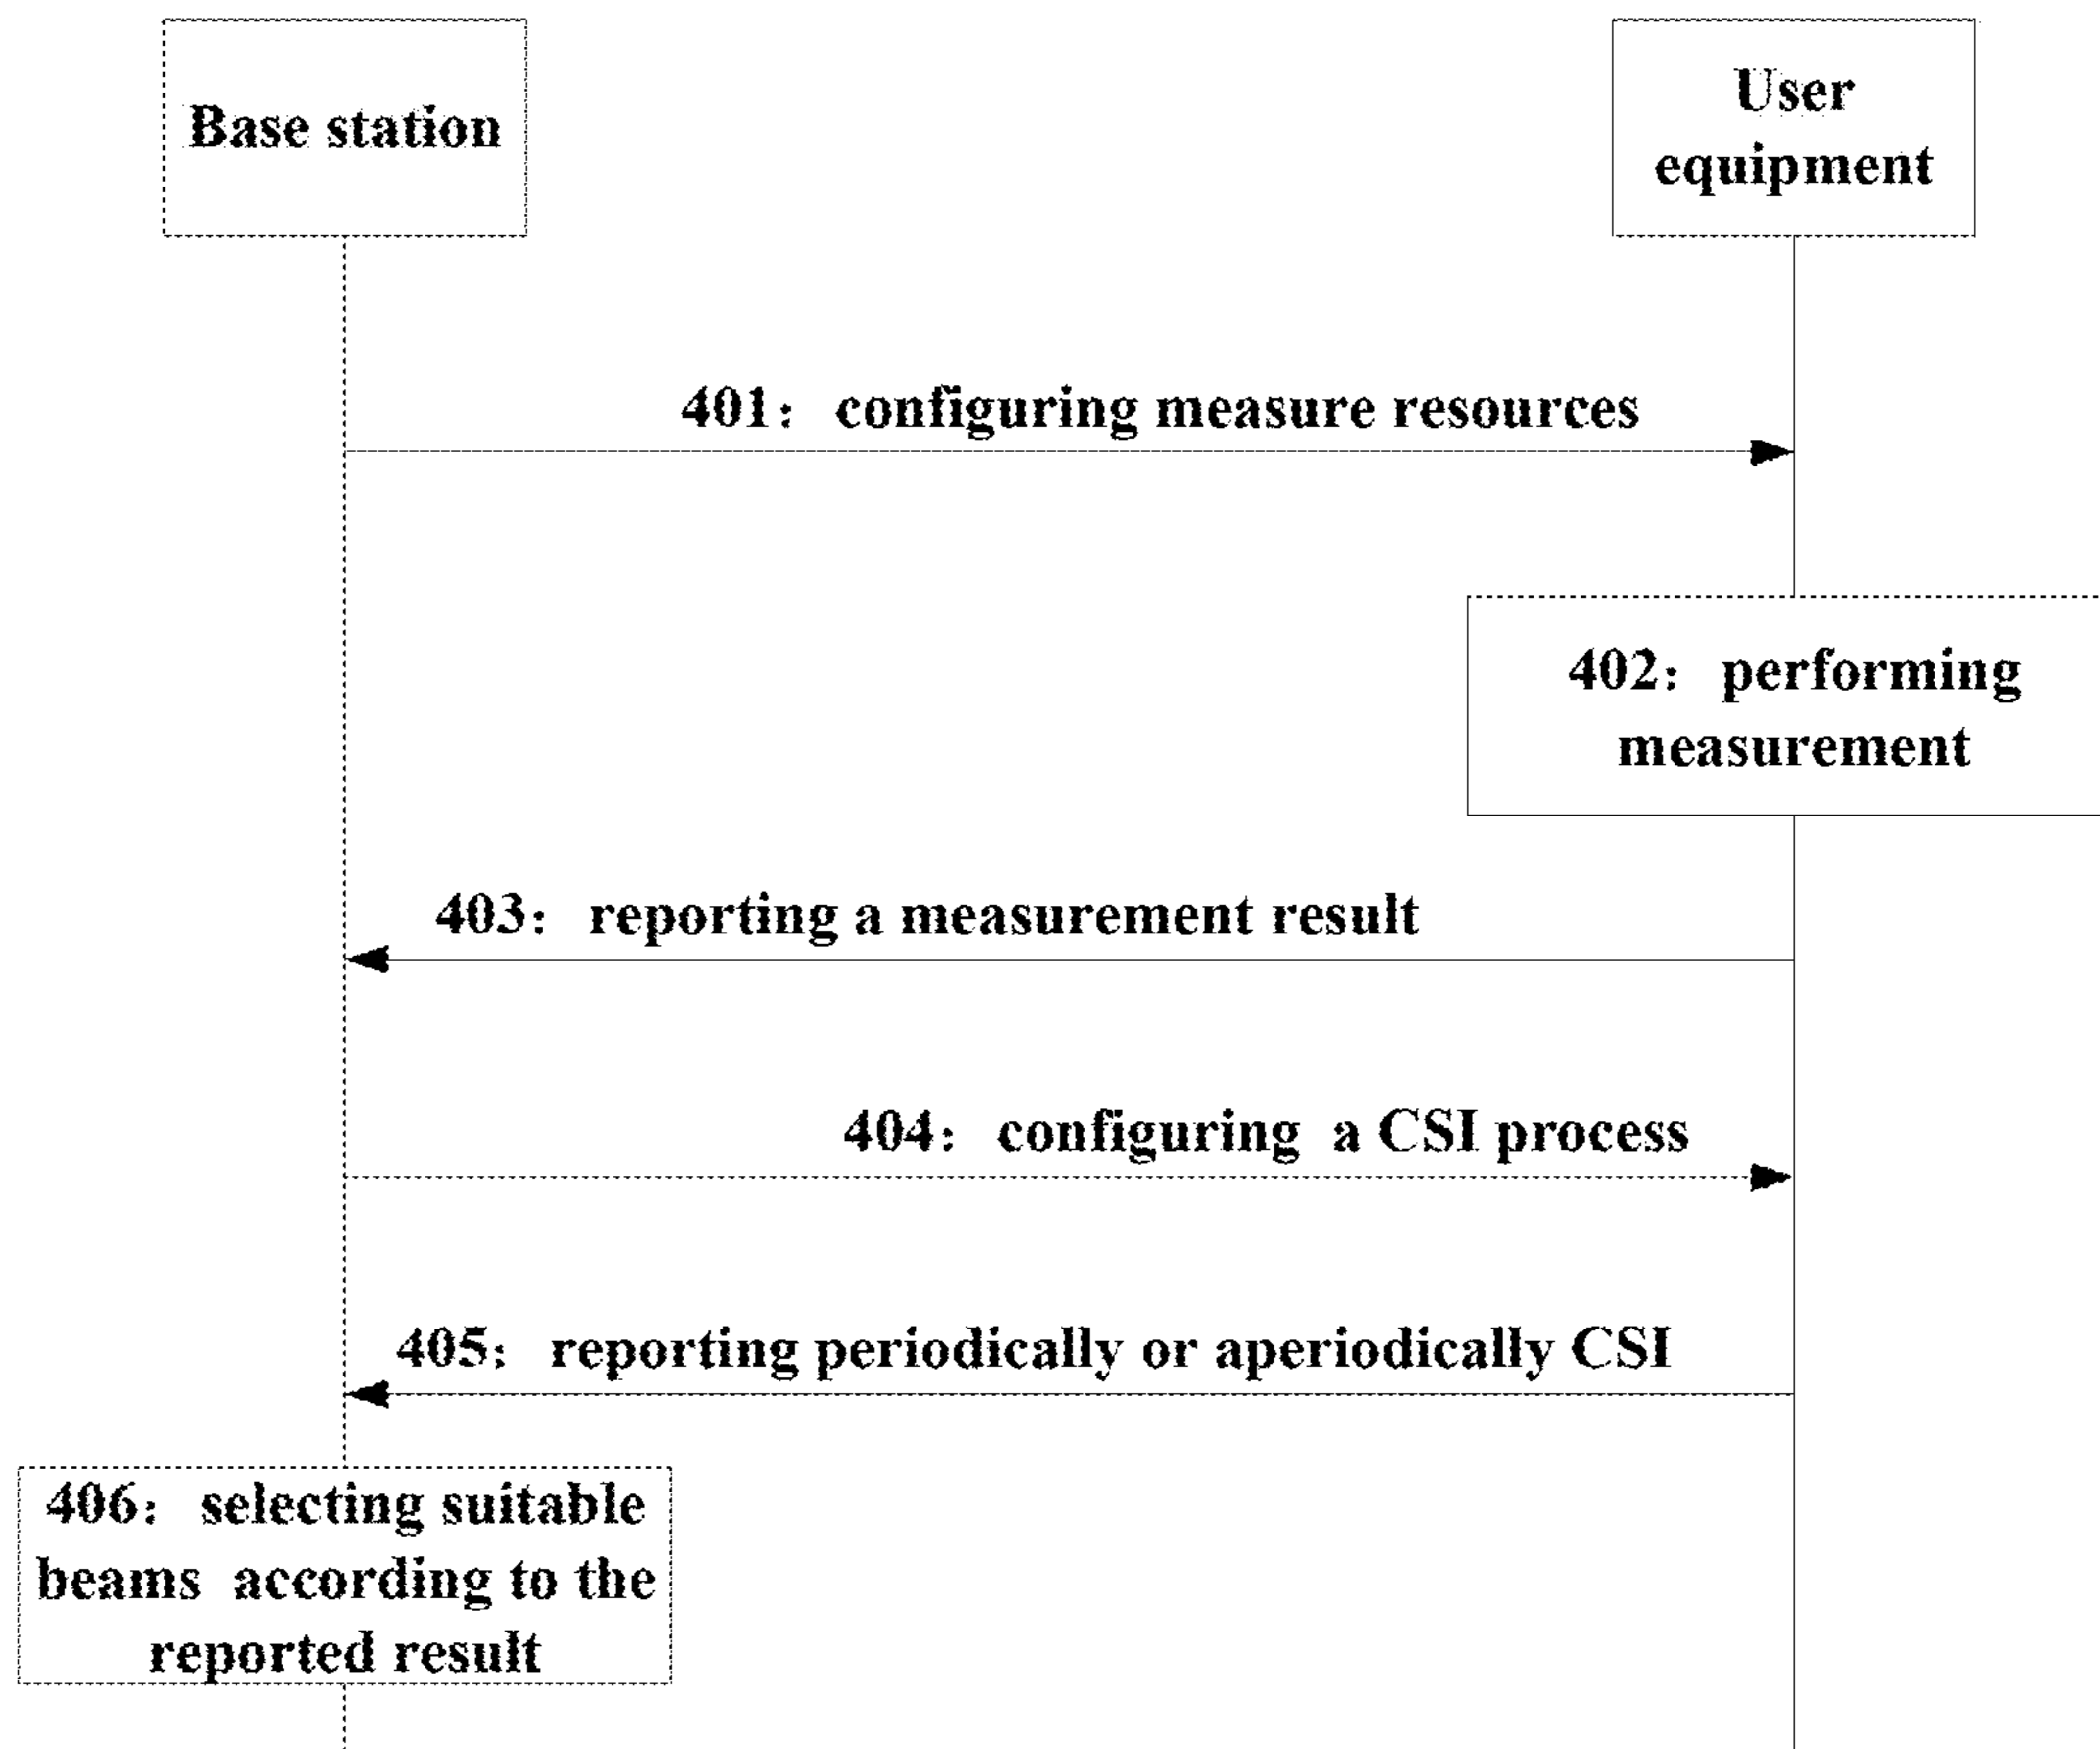 Base station
User
equipment
401： configuring measure resources
402： performing
measurement
403： reporting a measurement result
404： configuring a CSI process
405： reporting periodically or aperiodically CSI
406： selecting suitable
beams according to the
reported result